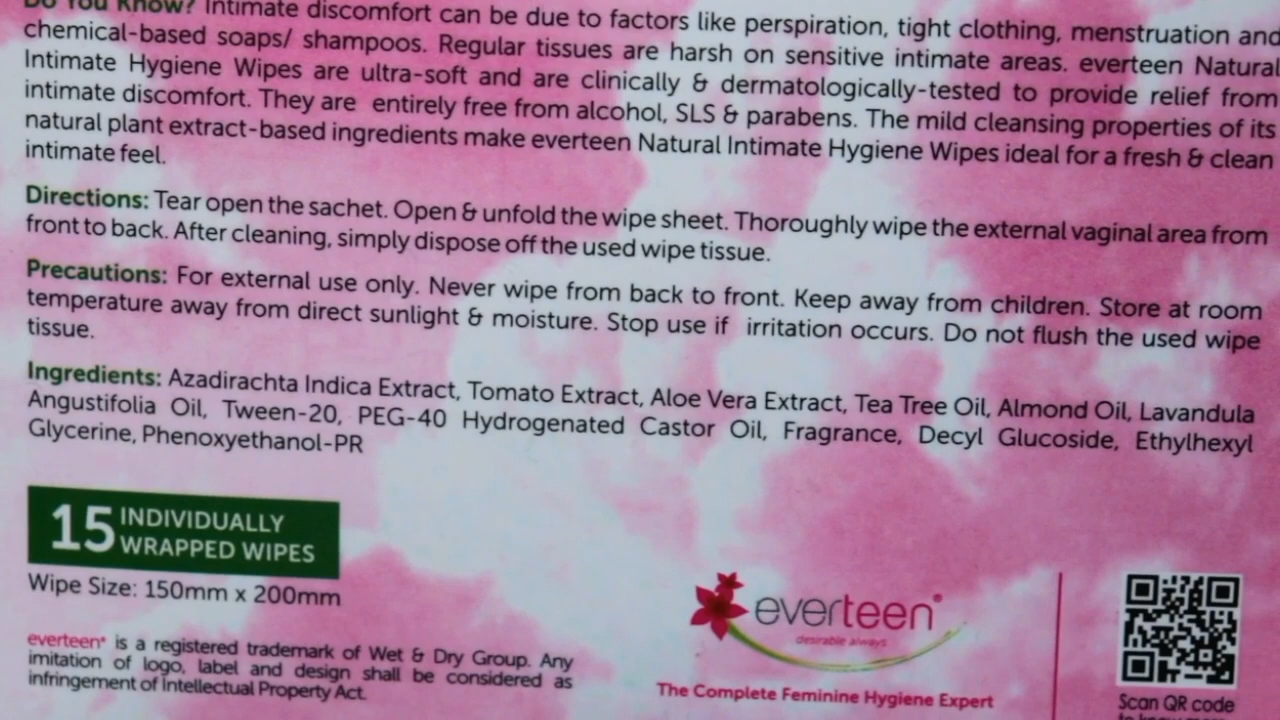 Do You Know? Intimate discomfort can be due to factors like perspiration, tight clothing, menstruation and
chemical-based soaps/ shampoos. Regular tissues are harsh on sensitive intimate areas. everteen Natural
Intimate Hygiene Wipes are ultra-soft and are clinically & dermatologically-tested to provide relief from
intimate discomfort. They are entirely free from alcohol, SLS & parabens. The mild cleansing properties of its
natural plant extract-based ingredients make everteen Natural Intimate Hygiene Wipes ideal for a fresh & clean
intimate feel.
Directions: Tear open the sachet. Open & unfold the wipe sheet. Thoroughly wipe the external vaginal area from
front to back. After cleaning, simply dispose off the used wipe tissue.
Precautions: For external use only. Never wipe from back to front. Keep away from children. Store at room
temperature away from direct sunlight & moisture. Stop use if irritation occurs. Do not flush the used wipe
tissue.
Ingredients: Azadirachta Indica Extract, Tomato Extract, Aloe Vera Extract, Tea Tree Oil, Almond Oil, Lavandula
Angustifolia Oil, Tween-20, PEG-40 Hydrogenated Castor Oil, Fragrance, Decyl Glucoside, Ethylhexyl
Glycerine, Phenoxyethanol-PR
15 INDIVIDUALLY
WRAPPED WIPES
Wipe Size: 150mm x 200mm
everteen® is a registered trademark of Wet & Dry Group. Any
imitation of logo, label and design shall be considered as
infringement of Intellectual Property Act.
everteen®
desirable always
The Complete Feminine Hygiene Expert
Scan QR code
to know more